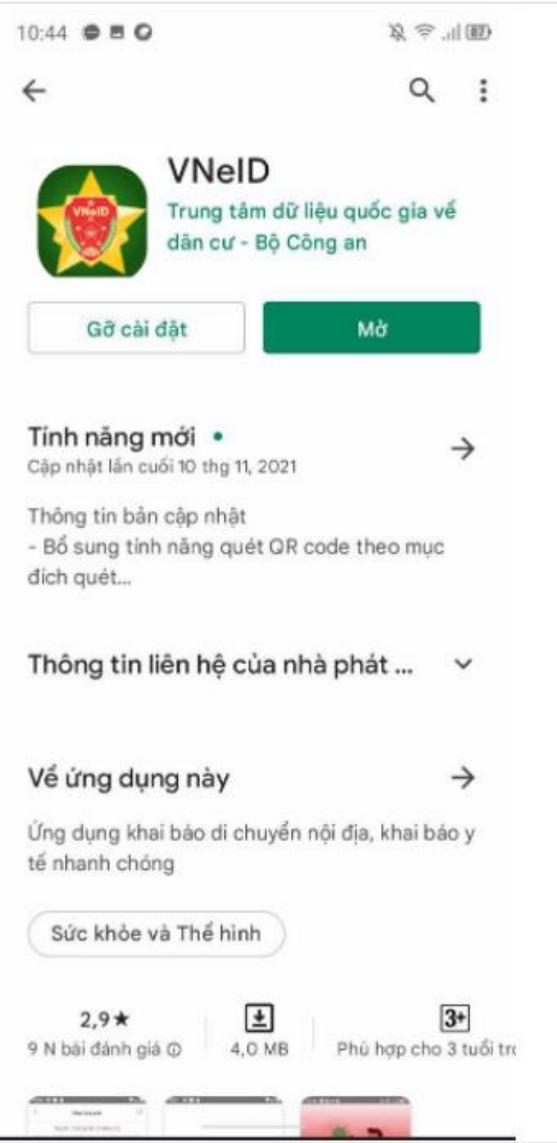 10:44
87
VNeID
VNeID
Trung tâm dữ liệu quốc gia về
dân cư - Bộ Công an
Gỡ cài đặt
Mở
Tính năng mới
Cập nhật lần cuối 10 thg 11, 2021
Thông tin bản cập nhật
- Bổ sung tính năng quét QR code theo mục
đích quét...
Thông tin liên hệ của nhà phát ...
Về ứng dụng này
Ứng dụng khai báo di chuyển nội địa, khai báo y
tế nhanh chóng
Sức khỏe và Thể hình
2,9★
9 N bài đánh giá
4,0 MB
3+
Phù hợp cho 3 tuổi trở